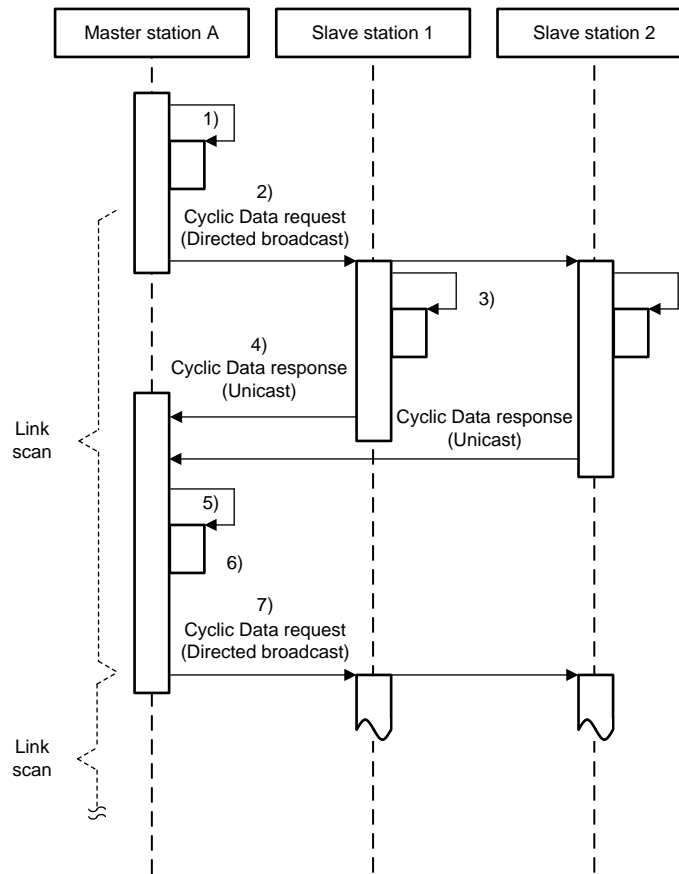 Master station A
Slave station 1
Slave station 2
1)
2)
Cyclic Data request
(Directed broadcast)
3)
4)
Cyclic Data response
(Unicast)
Cyclic Data response
(Unicast)
Link
scan
5)
6)
7)
Cyclic Data request
(Directed broadcast)
Link
scan